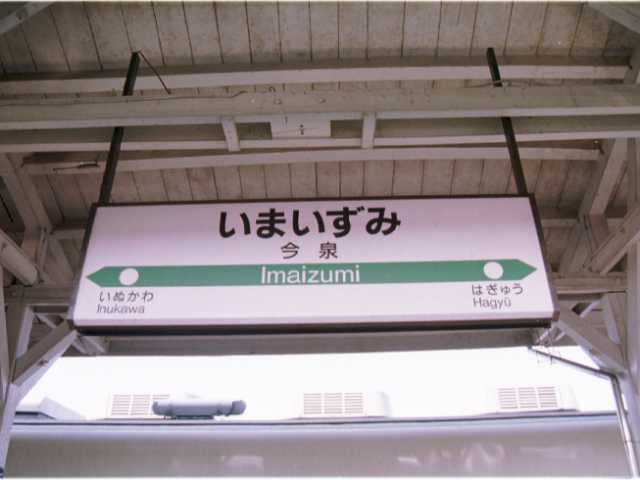 いまいずみ
今泉
Imaizumi
いぬかわ
Inukawa
はぎゅう
Hagyū